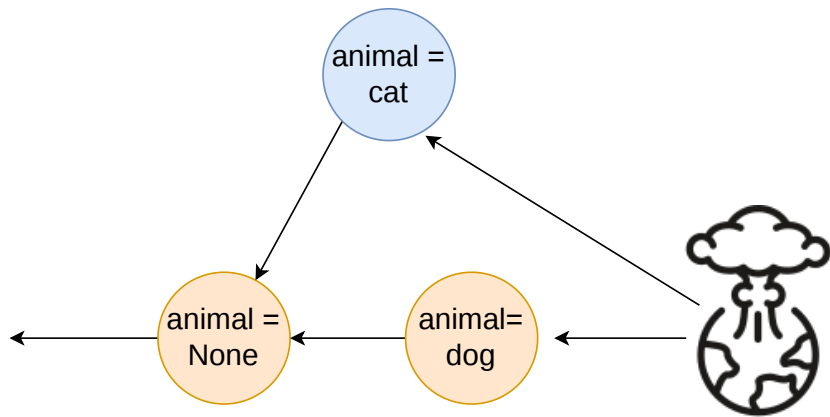 animal =
cat
animal =
None
animal=
dog